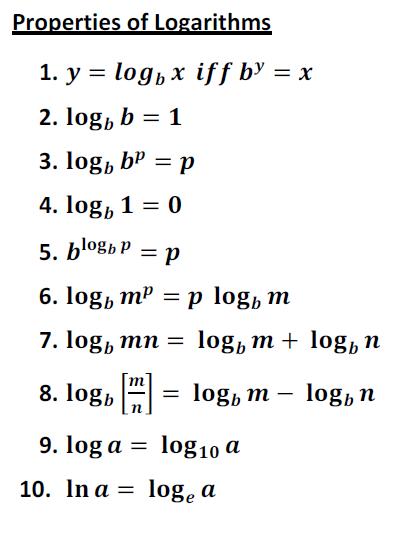 Properties of Logarithms
1. y = log_b x iff b^y = x
2. log_b b = 1
3. log_b b^p = p
4. log_b 1 = 0
5. b^{log_b p} = p
6. log_b m^p = p log_b m
7. log_b mn = log_b m + log_b n
8. log_b [m/n] = log_b m − log_b n
9. log a = log_10 a
10. ln a = log_e a